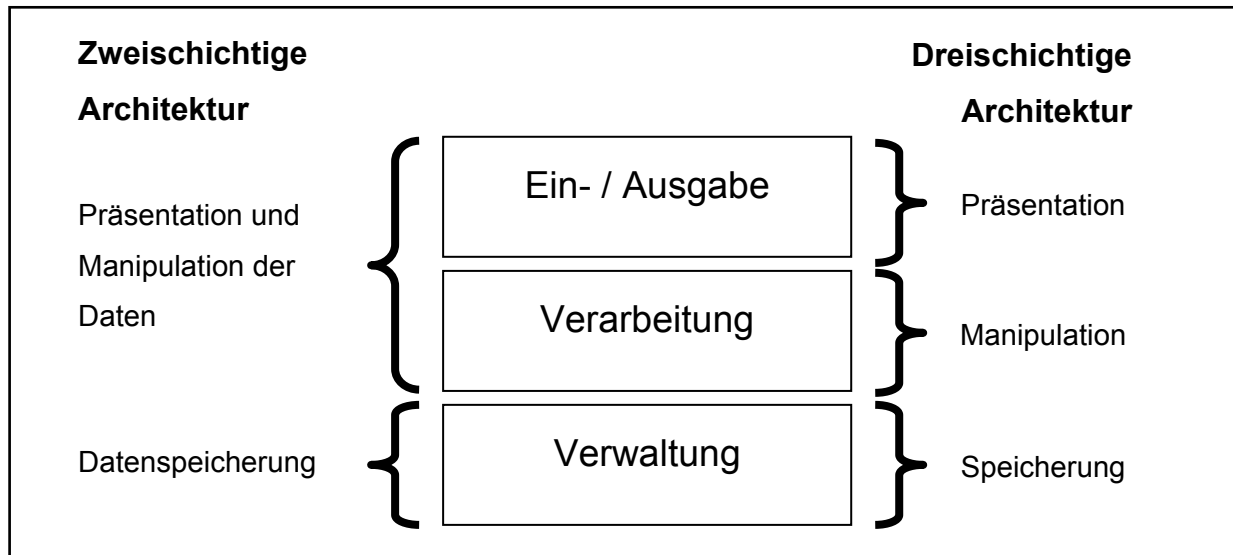 Zweischichtige
Architektur
Dreischichtige
Architektur
Präsentation und
Manipulation der
Daten
Datenspeicherung
Ein- / Ausgabe
Verarbeitung
Verwaltung
Präsentation
Manipulation
Speicherung